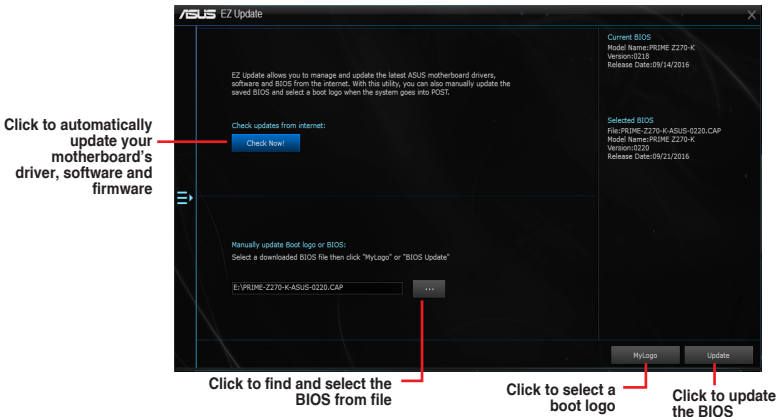 ASUS EZ Update
X
Current BIOS
Model Name:PRIME Z270-K
Version:0218
Release Date:09/14/2016
EZ Update allows you to manage and update the latest ASUS motherboard drivers,
software and BIOS from the internet. With this utility, you can also manually update the
saved BIOS and select a boot logo when the system goes into POST.
Selected BIOS
File:PRIME-Z270-K-ASUS-0220.CAP
Model Name:PRIME Z270-K
Version:0220
Release Date:09/21/2016
Check updates from internet:
Check Now!
Click to automatically
update your
motherboard's
driver, software and
firmware
Manually update Boot logo or BIOS:
Select a downloaded BIOS file then click "MyLogo" or "BIOS Update"
E:\PRIME-Z270-K-ASUS-0220.CAP
...
MyLogo
Update
Click to find and select the
BIOS from file
Click to select a
boot logo
Click to update
the BIOS